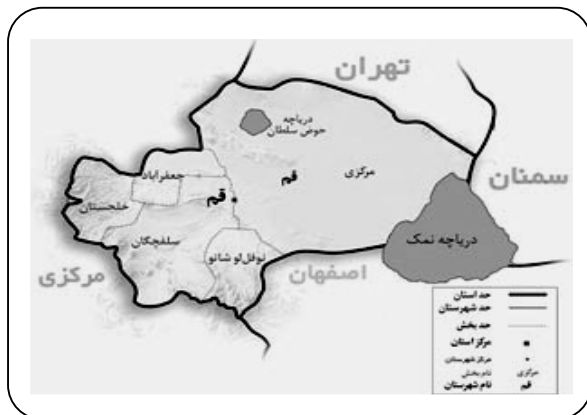 تهران
دریاچه
حوض سلطان
سمنان
جعفرآباد
قم
مرکزی
خلجستان
قم
دریاچه نمک
سلفچگان
نوفل‌لو شاتو
اصفهان
مرکزی
حد استان
حد شهرستان
حد بخش
مرکز استان
مرکز شهرستان
نام بخش مرکزی
نام شهرستان قم